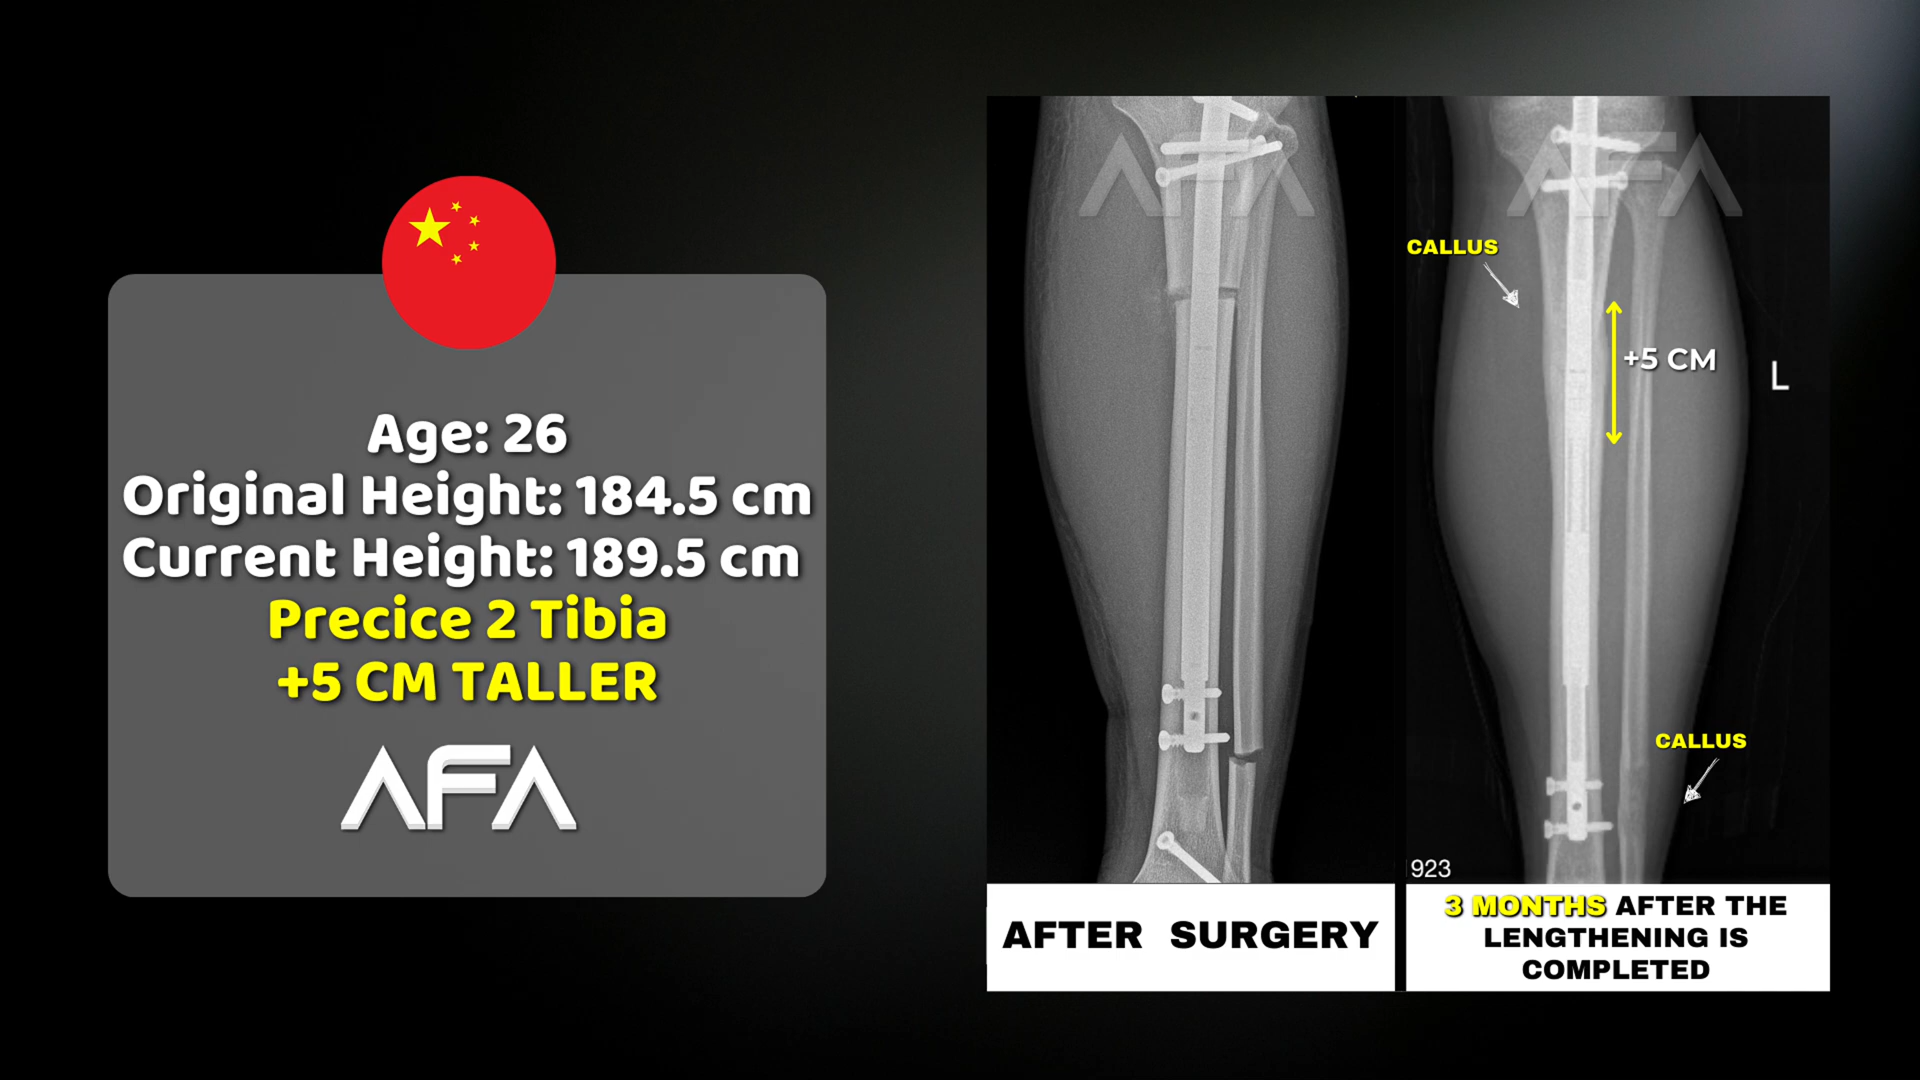 Age: 26
Original Height: 184.5 cm
Current Height: 189.5 cm
Precice 2 Tibia
+5 CM TALLER
AFA
AFA
AFA
CALLUS
+5 CM
L
CALLUS
1923
AFTER SURGERY
3 MONTHS AFTER THE
LENGTHENING IS
COMPLETED